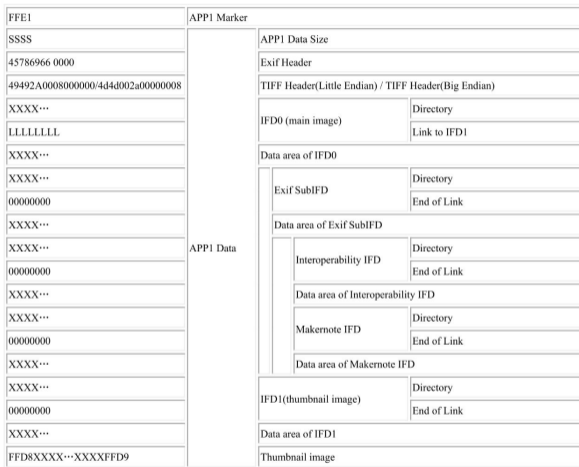 FFE1 APP1 Marker
SSSS APP1 Data Size
45786966 0000 Exif Header
49492A0008000000/4d4d002a00000008 TIFF Header(Little Endian) / TIFF Header(Big Endian)
XXXX··· IFD0 (main image) Directory
LLLLLLLL Link to IFD1
XXXX··· Data area of IFD0
XXXX··· Exif SubIFD Directory
00000000 End of Link
XXXX··· Data area of Exif SubIFD
XXXX··· APP1 Data Interoperability IFD Directory
00000000 End of Link
XXXX··· Data area of Interoperability IFD
XXXX··· Makernote IFD Directory
00000000 End of Link
XXXX··· Data area of Makernote IFD
XXXX··· IFD1(thumbnail image) Directory
00000000 End of Link
XXXX··· Data area of IFD1
FFD8XXXX···XXXXFFD9 Thumbnail image